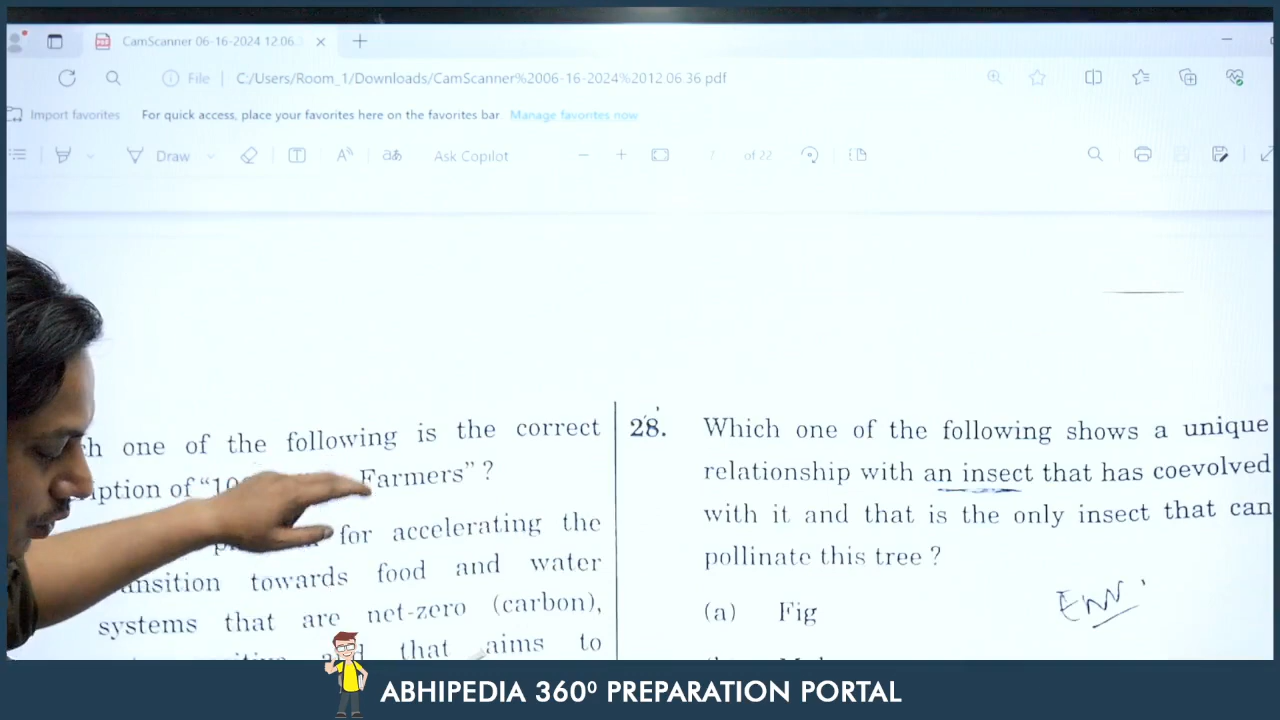 CamScanner 06-16-2024 12.06.
File C:/Users/Room_1/Downloads/CamScanner%2006-16-2024%2012.06.36.pdf
Import favorites For quick access, place your favorites here on the favorites bar Manage favorites now
Draw Ask Copilot of 22
one of the following is the correct
of Farmers" ?
for accelerating the
towards food and water
systems that are net-zero (carbon),
that aims to
28. Which one of the following shows a unique
relationship with an insect that has coevolved
with it and that is the only insect that can
pollinate this tree ?
(a) Fig
ABHIPEDIA 360⁰ PREPARATION PORTAL